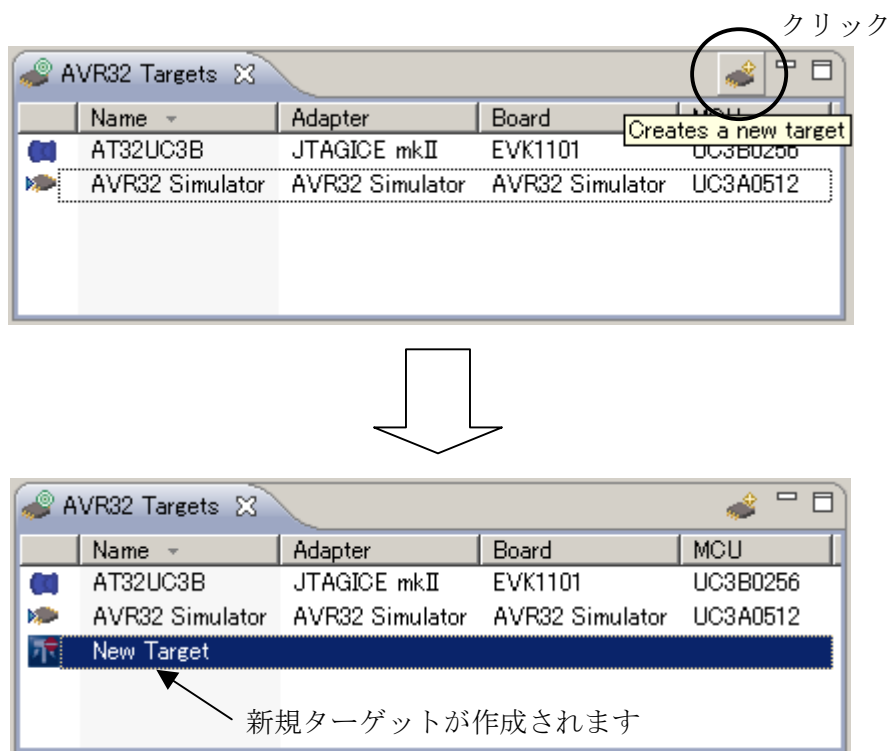 クリック
AVR32 Targets
Name Adapter Board MCU
Creates a new target
AT32UC3B JTAGICE mkⅡ EVK1101 UC3B0256
AVR32 Simulator AVR32 Simulator AVR32 Simulator UC3A0512
AVR32 Targets
Name Adapter Board MCU
AT32UC3B JTAGICE mkⅡ EVK1101 UC3B0256
AVR32 Simulator AVR32 Simulator AVR32 Simulator UC3A0512
New Target
新規ターゲットが作成されます